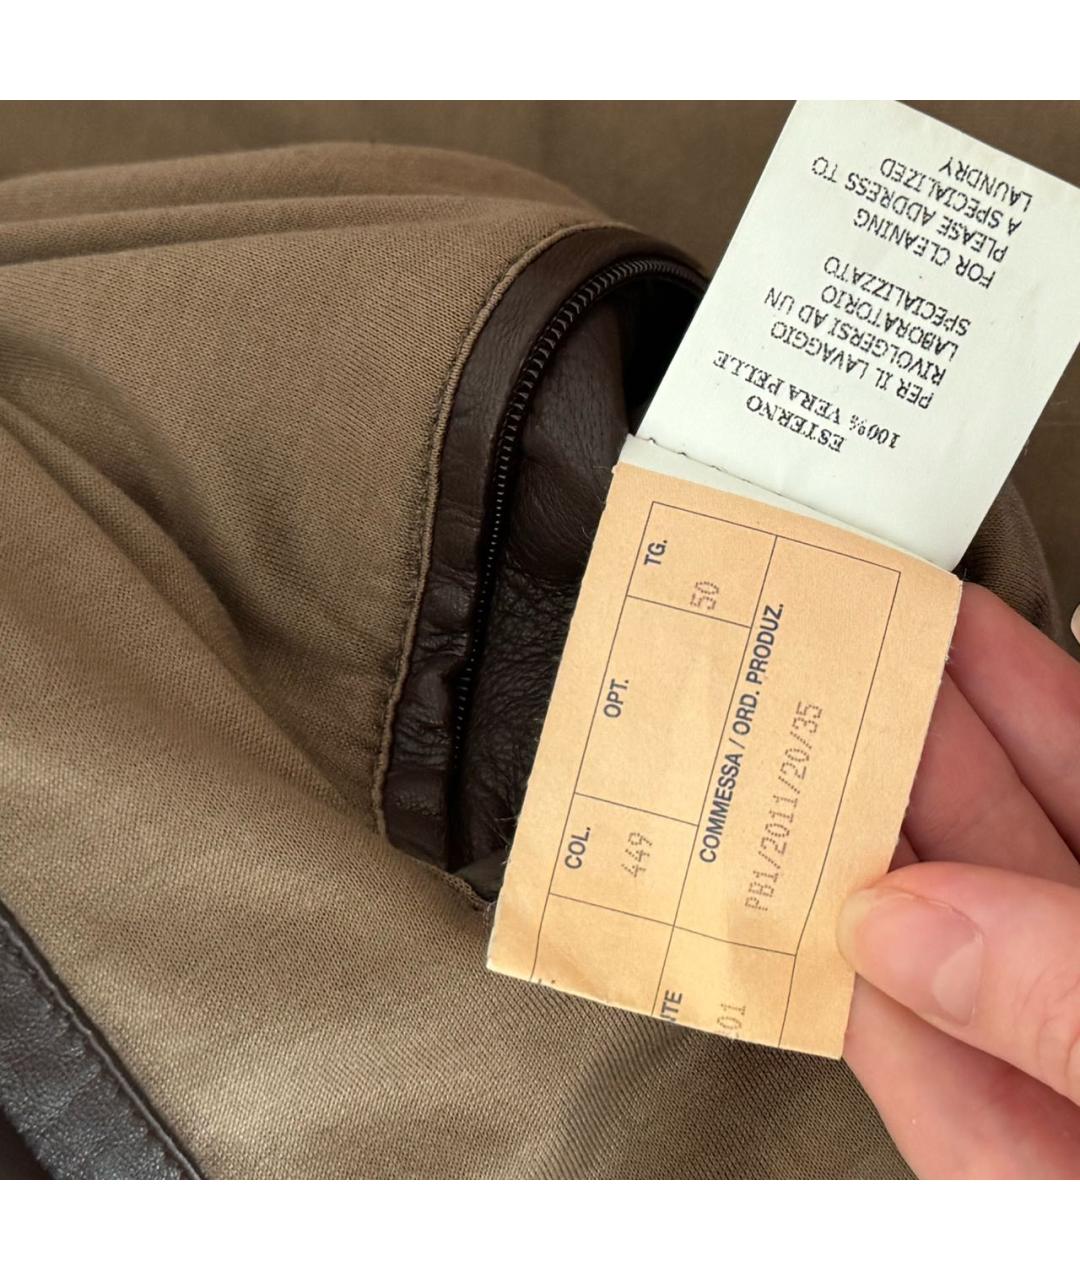 ESTERNO
100% VERA PELLE
PER IL LAVAGGIO
RIVOLGERSI AD UN
LABORATORIO
SPECIALIZZATO
FOR CLEANING
PLEASE ADDRESS TO
A SPECIALIZED
LAUNDRY
COL.
449
OPT.
TG.
50
COMMESSA / ORD. PRODUZ.
PB1/2011/20/35